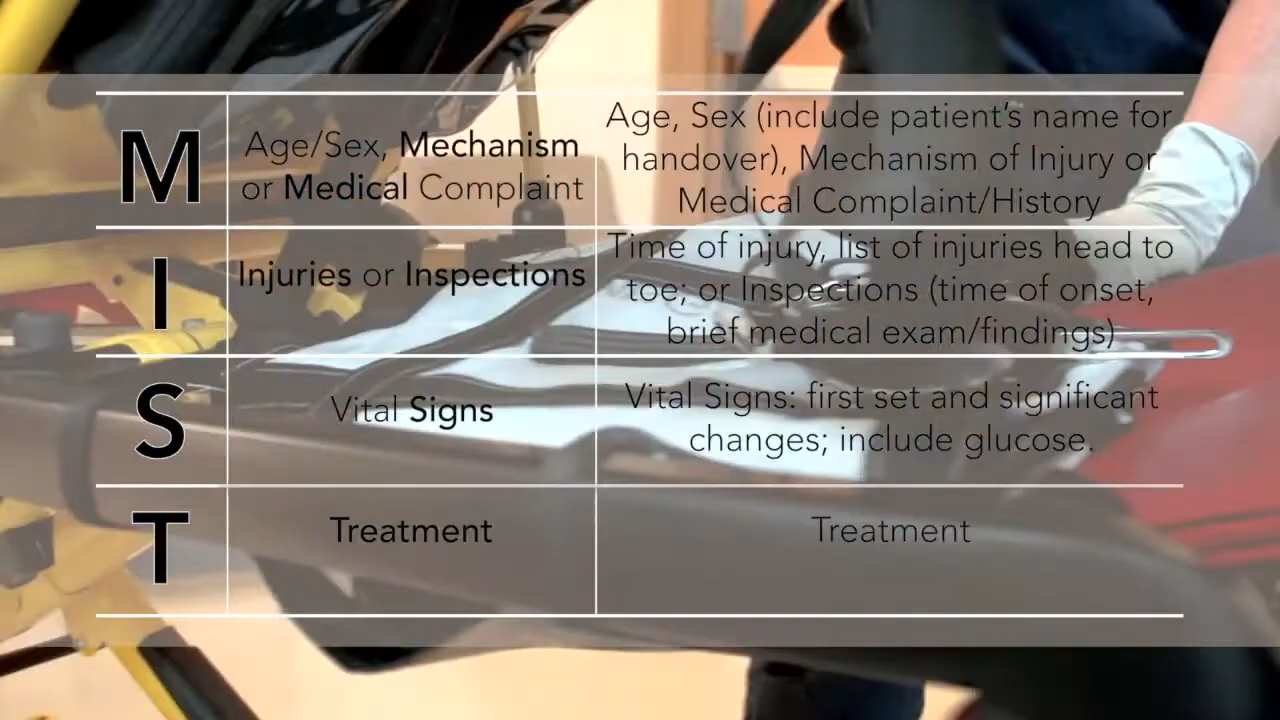 M
Age/Sex, Mechanism
or Medical Complaint
Age, Sex (include patient's name for
handover), Mechanism of Injury or
Medical Complaint/History
I
Injuries or Inspections
Time of injury, list of injuries head to
toe; or Inspections (time of onset,
brief medical exam/findings)
S
Vital Signs
Vital Signs: first set and significant
changes; include glucose.
T
Treatment
Treatment